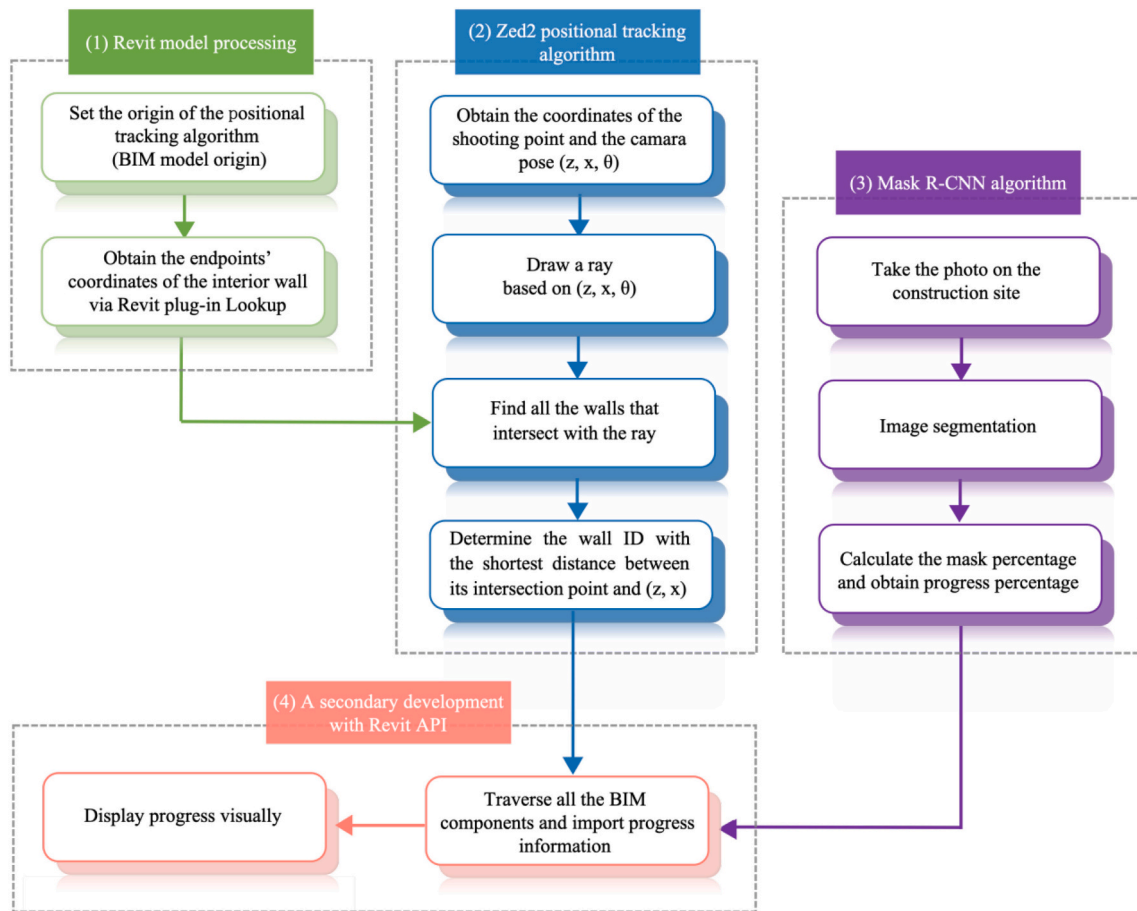 (1) Revit model processing
Set the origin of the positional
tracking algorithm
(BIM model origin)
Obtain the endpoints’
coordinates of the interior wall
via Revit plug-in Lookup
(2) Zed2 positional tracking
algorithm
Obtain the coordinates of the
shooting point and the camara
pose (z, x, θ)
Draw a ray
based on (z, x, θ)
Find all the walls that
intersect with the ray
Determine the wall ID with
the shortest distance between
its intersection point and (z, x)
(3) Mask R-CNN algorithm
Take the photo on the
construction site
Image segmentation
Calculate the mask percentage
and obtain progress percentage
(4) A secondary development
with Revit API
Display progress visually
Traverse all the BIM
components and import progress
information